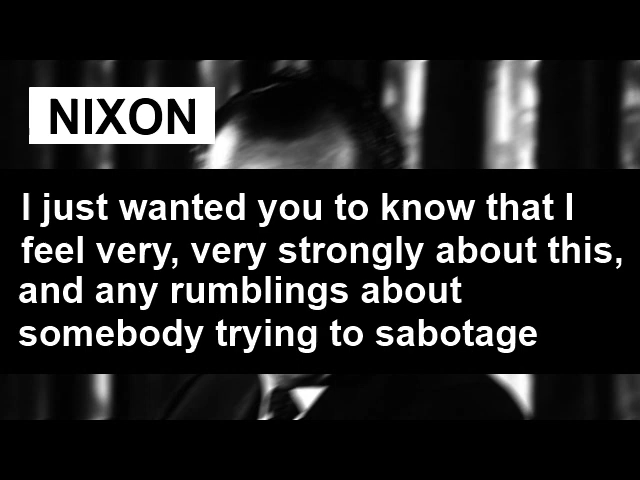 NIXON
I just wanted you to know that I
feel very, very strongly about this,
and any rumblings about
somebody trying to sabotage